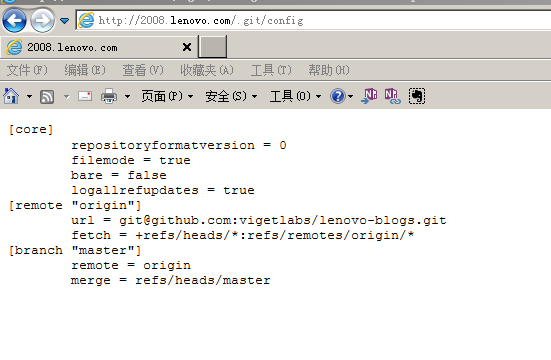 http://2008.lenovo.com/.git/config
2008.lenovo.com
文件(F) 编辑(E) 查看(V) 收藏夹(A) 工具(T) 帮助(H)
页面(P) 安全(S) 工具(O)
[core]
repositoryformatversion = 0
filemode = true
bare = false
logallrefupdates = true
[remote "origin"]
url = git@github.com:vigetlabs/lenovo-blogs.git
fetch = +refs/heads/*:refs/remotes/origin/*
[branch "master"]
remote = origin
merge = refs/heads/master